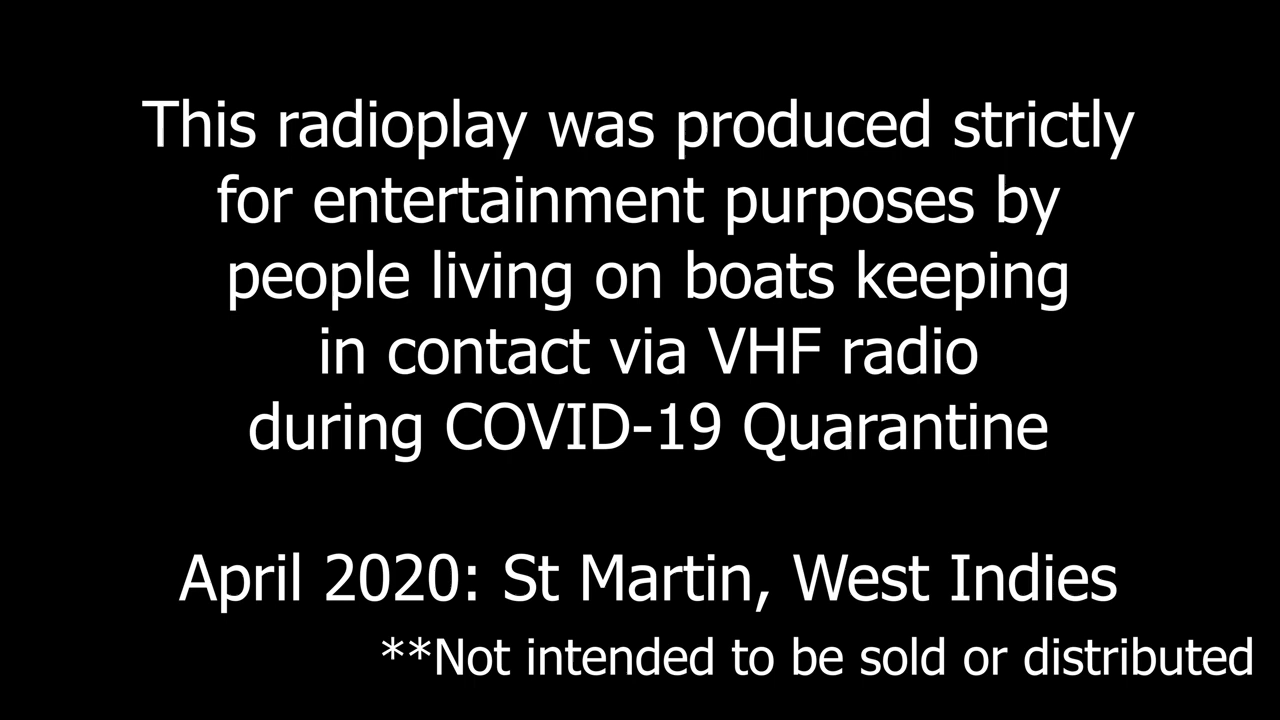 This radioplay was produced strictly
for entertainment purposes by
people living on boats keeping
in contact via VHF radio
during COVID-19 Quarantine
April 2020: St Martin, West Indies
**Not intended to be sold or distributed